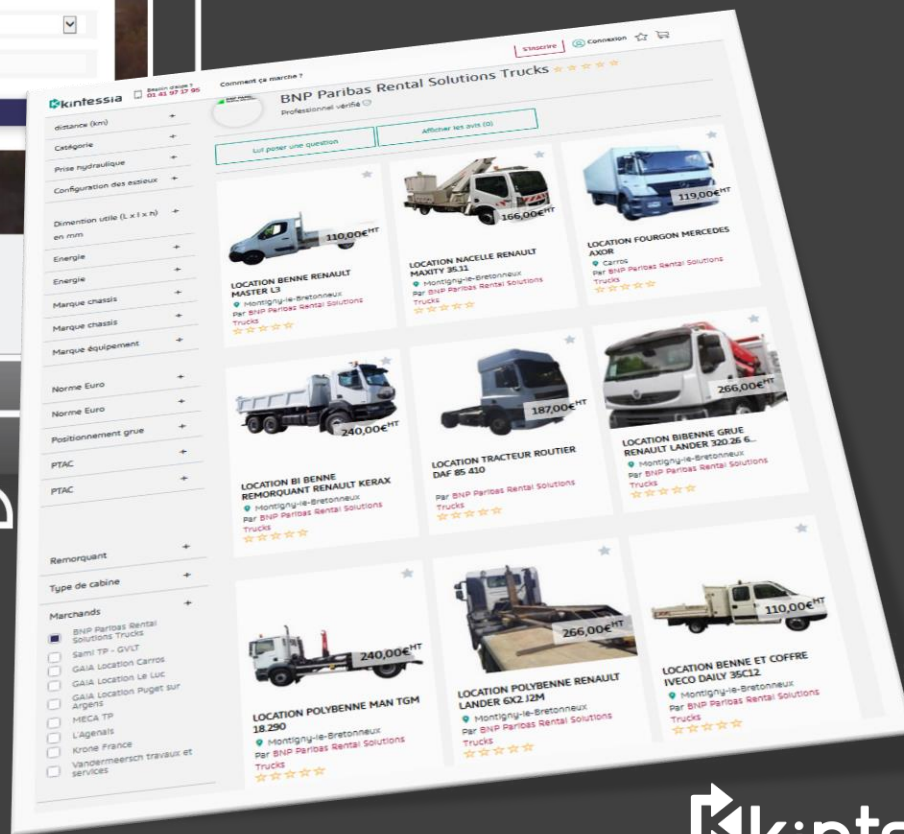 kintessia
Besoin d'aide ?
01 41 97 17 95
Comment ça marche ?
S'inscrire
Connexion
BNP Paribas Rental Solutions Trucks
Professionnel vérifié
Lui poser une question
Afficher les avis (0)
distance (km) +
Catégorie +
Prise hydraulique +
Configuration des essieux +
Dimention utile (L x l x h) +
en mm
Energie +
Energie +
Marque chassis +
Marque chassis +
Marque équipement +
Norme Euro +
Norme Euro +
Positionnement grue +
PTAC +
PTAC +
Remorquant +
Type de cabine +
Marchands +
BNP Paribas Rental
Solutions Trucks
Sami TP - GVLT
GAIA Location Carros
GAIA Location Le Luc
GAIA Location Puget sur
Argens
MECA TP
L'Agenais
Krone France
Vandermeersch travaux et
services
110,00€HT
LOCATION BENNE RENAULT
MASTER L3
Montigny-le-Bretonneux
Par BNP Paribas Rental Solutions
Trucks
166,00€HT
LOCATION NACELLE RENAULT
MAXITY 35.11
Montigny-le-Bretonneux
Par BNP Paribas Rental Solutions
Trucks
119,00€HT
LOCATION FOURGON MERCEDES
AXOR
Carros
Par BNP Paribas Rental Solutions
Trucks
240,00€HT
LOCATION BI BENNE
REMORQUANT RENAULT KERAX
Montigny-le-Bretonneux
Par BNP Paribas Rental Solutions
Trucks
187,00€HT
LOCATION TRACTEUR ROUTIER
DAF 85 410
Par BNP Paribas Rental Solutions
Trucks
266,00€HT
LOCATION BIBENNE GRUE
RENAULT LANDER 320.26 6...
Montigny-le-Bretonneux
Par BNP Paribas Rental Solutions
Trucks
240,00€HT
LOCATION POLYBENNE MAN TGM
18.290
Montigny-le-Bretonneux
Par BNP Paribas Rental Solutions
Trucks
266,00€HT
LOCATION POLYBENNE RENAULT
LANDER 6X2 J2M
Montigny-le-Bretonneux
Par BNP Paribas Rental Solutions
Trucks
110,00€HT
LOCATION BENNE ET COFFRE
IVECO DAILY 35C12
Montigny-le-Bretonneux
Par BNP Paribas Rental Solutions
Trucks